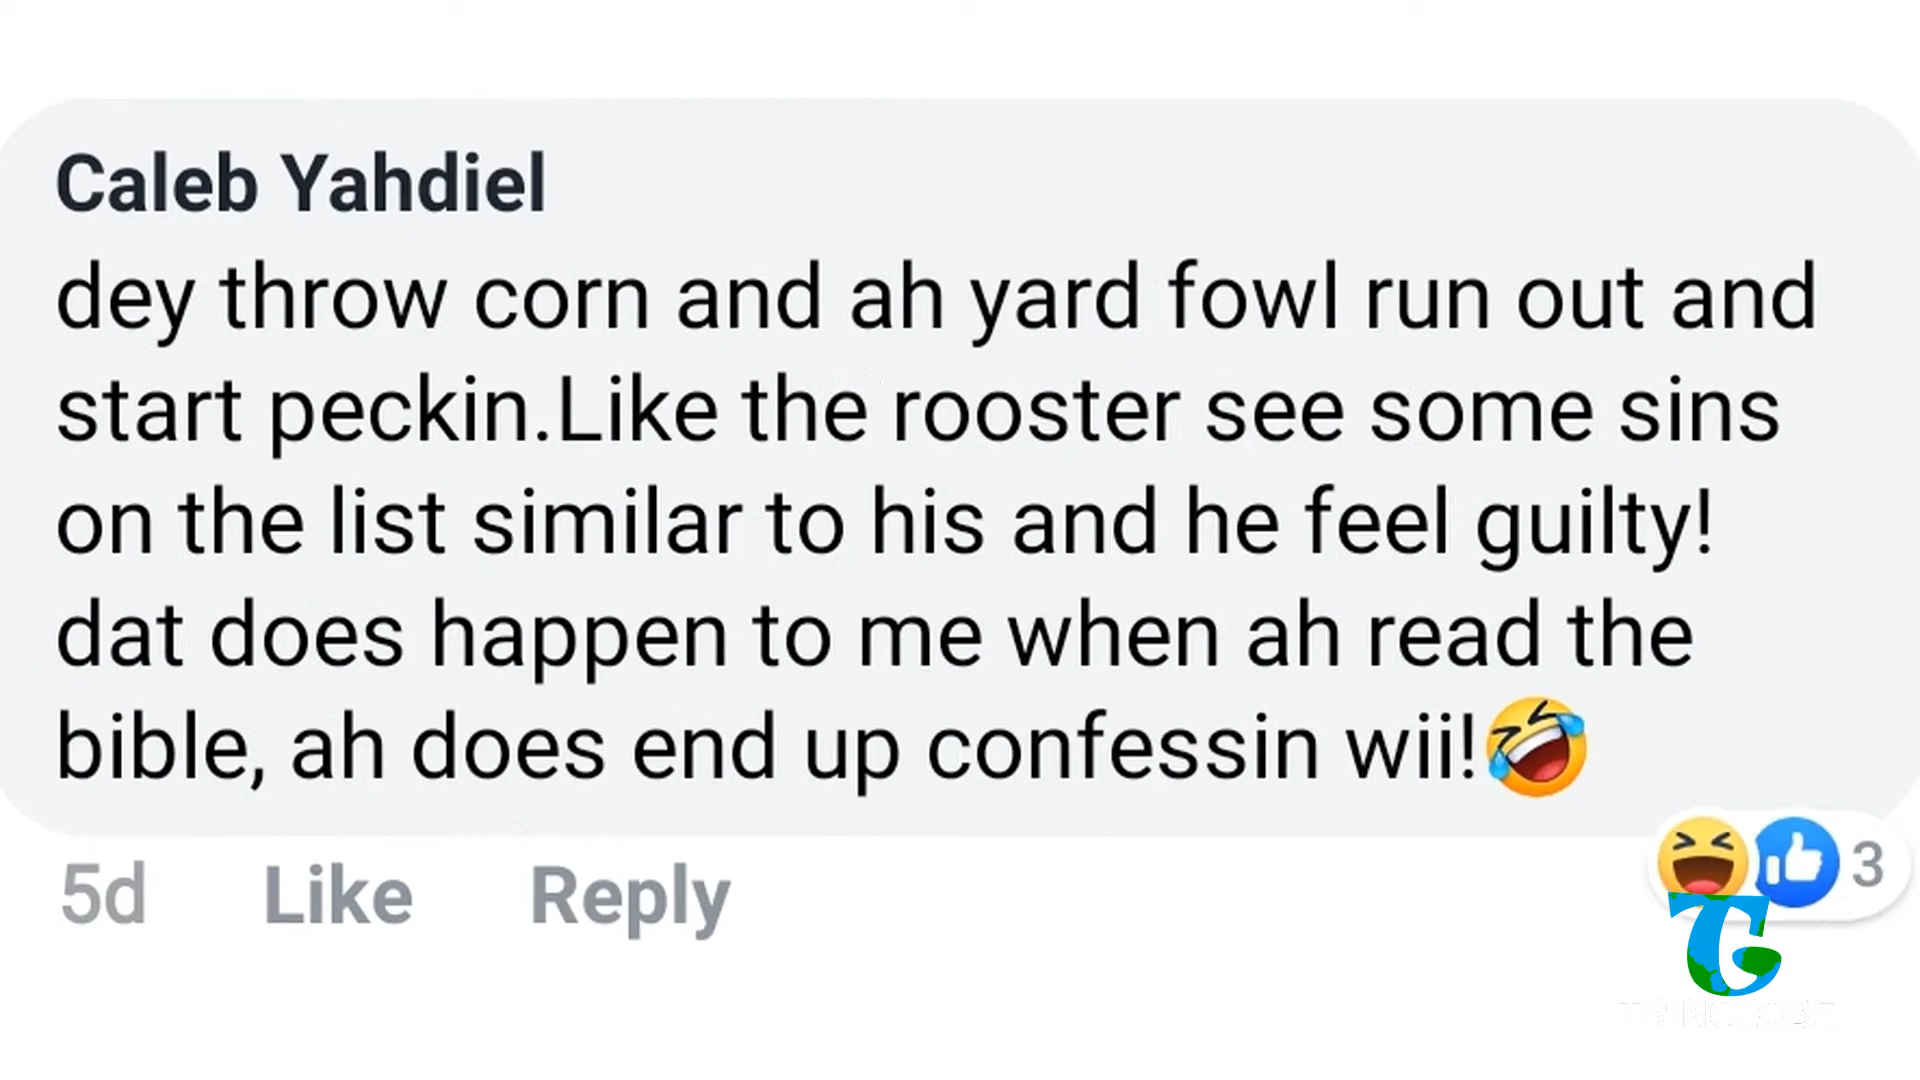 Caleb Yahdiel
dey throw corn and ah yard fowl run out and
start peckin.Like the rooster see some sins
on the list similar to his and he feel guilty!
dat does happen to me when ah read the
bible, ah does end up confessin wii!🤣
5d Like Reply
3
TG